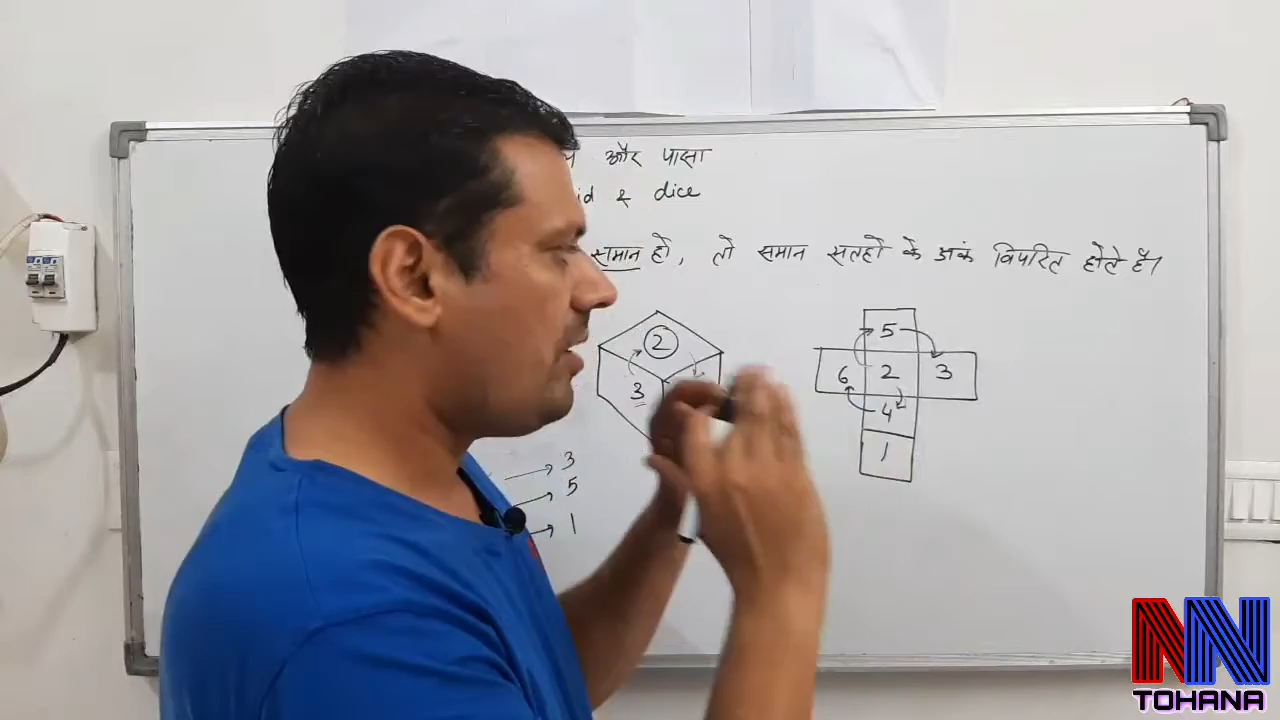 और पासा
& dice
समान हो, तो समान सतहों के अंक विपरित होते हैं।
2
3
5
6 2 3
4
1
3
5
1
NN
TOHANA